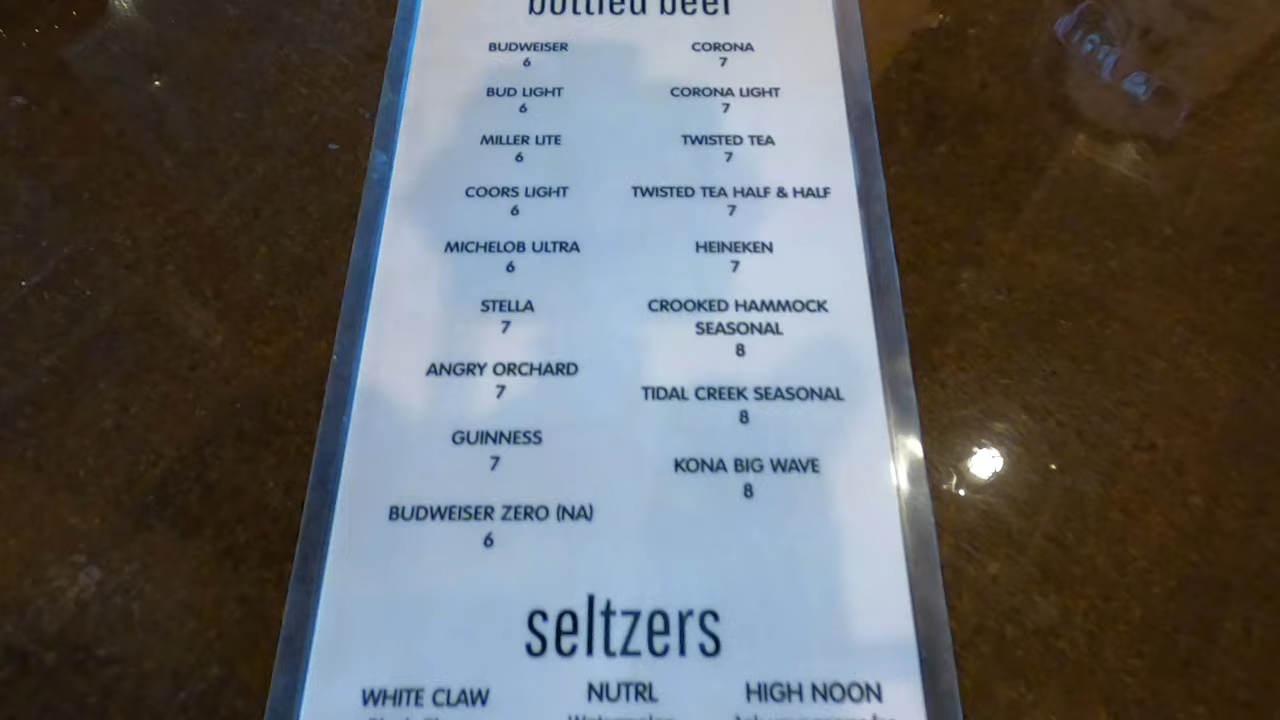 bottled beer
BUDWEISER
6
BUD LIGHT
6
MILLER LITE
6
COORS LIGHT
6
MICHELOB ULTRA
6
STELLA
7
ANGRY ORCHARD
7
GUINNESS
7
BUDWEISER ZERO (NA)
6
CORONA
7
CORONA LIGHT
7
TWISTED TEA
7
TWISTED TEA HALF & HALF
7
HEINEKEN
7
CROOKED HAMMOCK
SEASONAL
8
TIDAL CREEK SEASONAL
8
KONA BIG WAVE
8
seltzers
WHITE CLAW
NUTRL
HIGH NOON